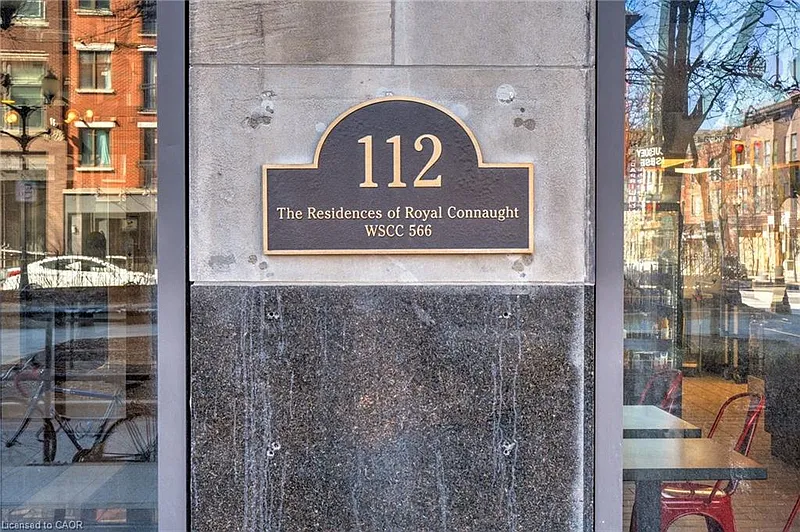 112
The Residences of Royal Connaught
WSCC 566
Licensed to CAOR